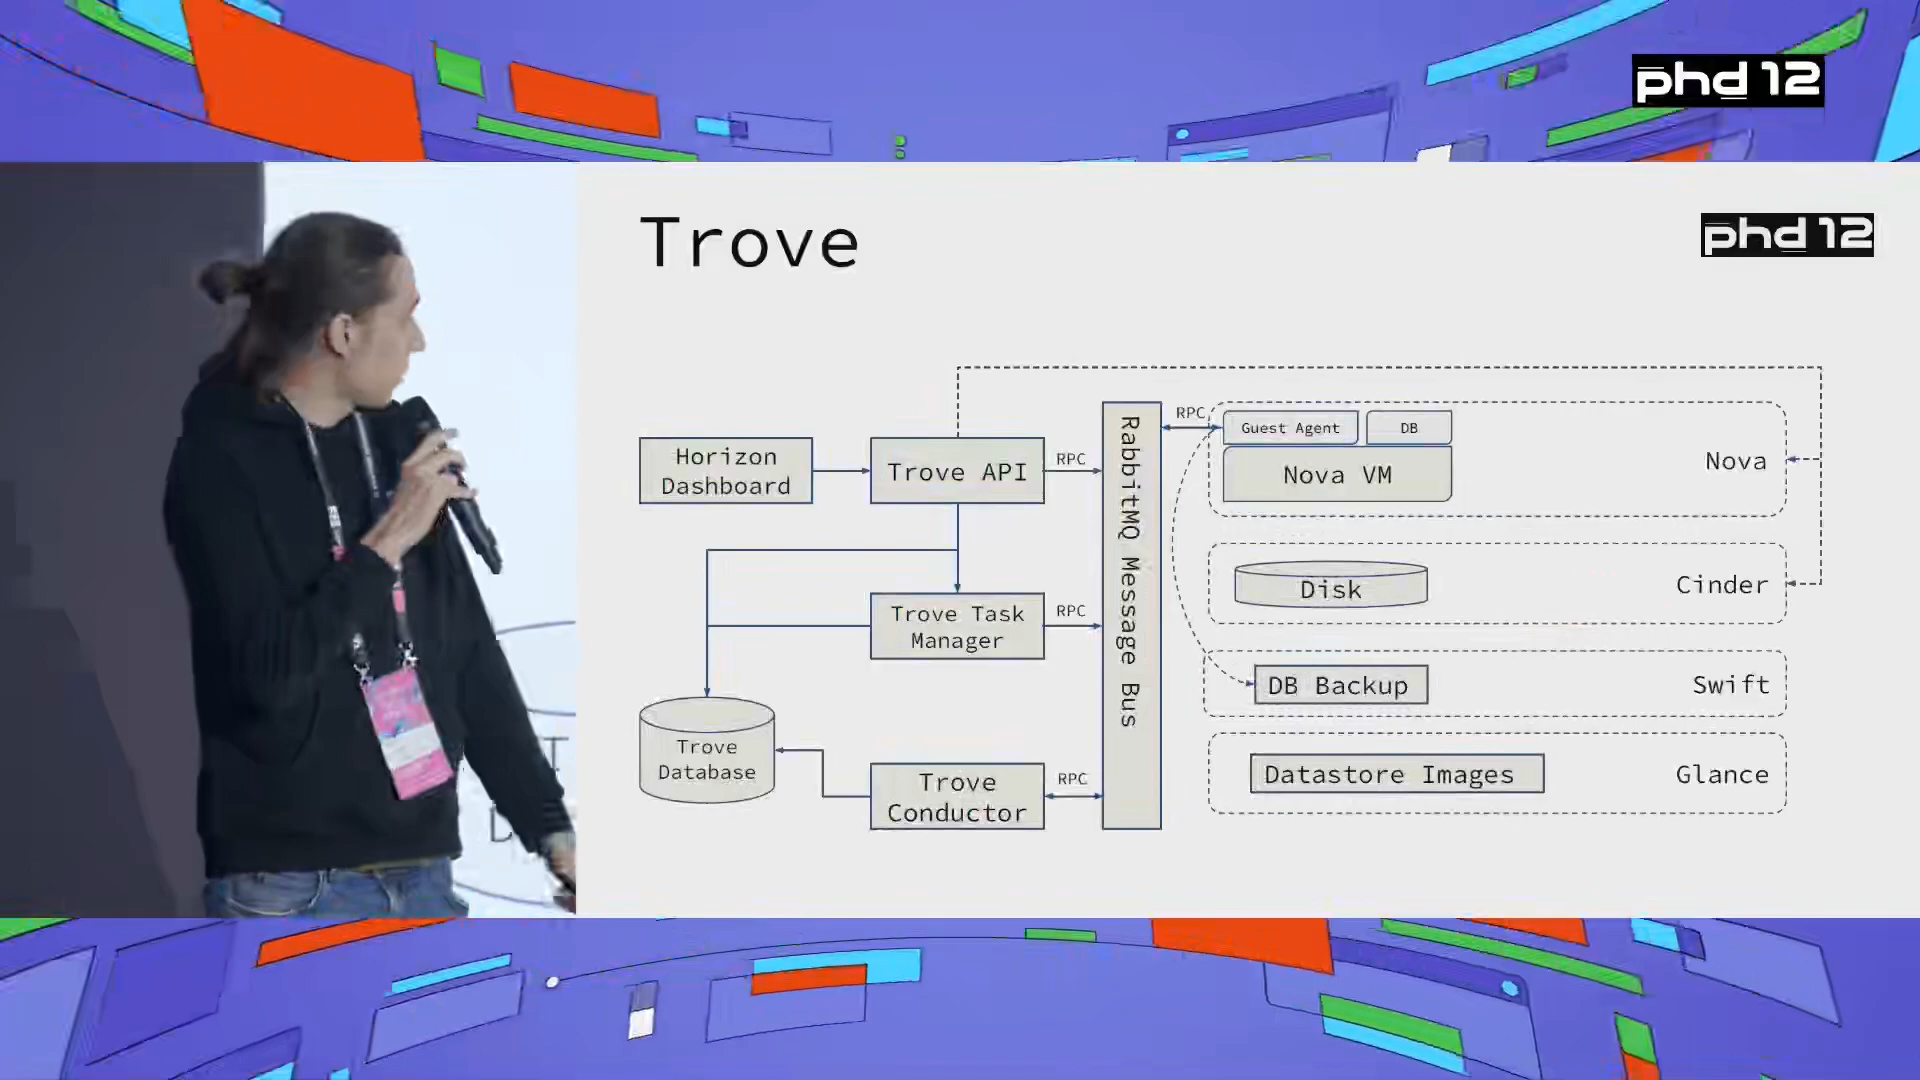 phd 12
Trove
phd 12
Horizon
Dashboard
Trove API
RPC
RabbitMQ Message Bus
RPC
Guest Agent
DB
Nova VM
Nova
Disk
Cinder
Trove Task
Manager
RPC
DB Backup
Swift
Trove
Database
Trove
Conductor
RPC
Datastore Images
Glance